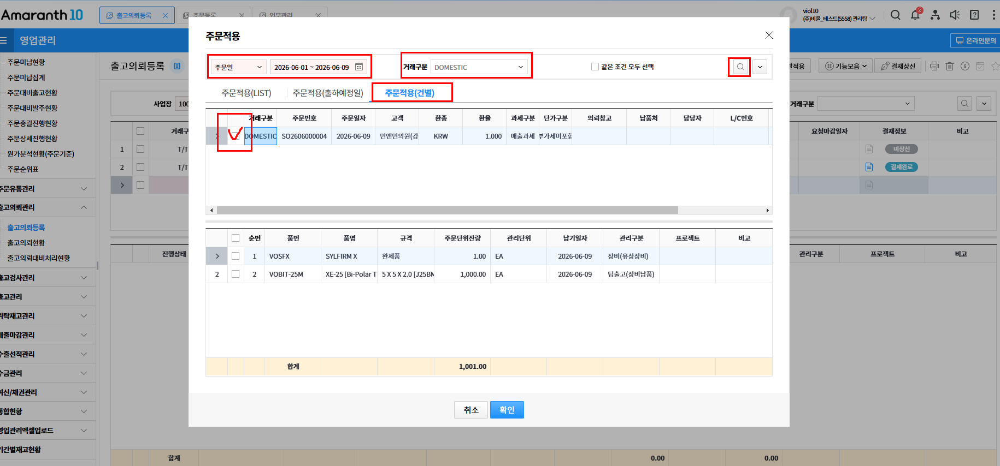 Amaranth 10
출고의뢰등록
주문등록
업무관리
viol10
(주)비올_테스트(5558) 관리팀
2
영업관리
온라인문의
주문미납현황
주문미납집계
주문대비출고현황
주문대비발주현황
주문총괄진행현황
주문상세진행현황
원가분석현황(주문기준)
주문순위표
주문유통관리
출고의뢰관리
출고의뢰등록
출고의뢰현황
출고의뢰대비처리현황
출고검사관리
출고관리
위탁재고관리
매출마감관리
수출선적관리
수금관리
여신/채권관리
통합현황
영업관리엑셀업로드
기간별재고현황
출고의뢰등록
적용
기능모음
결재상신
사업장 100
거래구분
거래구
요청마감일자 결재정보 비고
1 T/T 미상신
2 T/T 결재완료
진행상태
관리구분 프로젝트 비고
합계 0.00 0.00
주문적용
주문일 2026-06-01 ~ 2026-06-09 거래구분 DOMESTIC 같은 조건 모두 선택
주문적용(LIST) 주문적용(출하예정일) 주문적용(건별)
거래구분 주문번호 주문일자 고객 환종 환율 과세구분 단가구분 의뢰창고 납품처 담당자 L/C번호
DOMESTIC SO2606000004 2026-06-09 민앤민의원(강 KRW 1.000 매출과세 부가세미포함
순번 품번 품명 규격 주문단위잔량 관리단위 납기일자 관리구분 프로젝트 비고
1 VOSFX SYLFIRM X 완제품 1.00 EA 2026-06-09 장비(유상장비)
2 2 VOBIT-25M XE-25 [Bi-Polar T 5 X 5 X 2.0 [J25BM 1,000.00 EA 2026-06-09 팁출고(장비납품)
합계 1,001.00
취소 확인